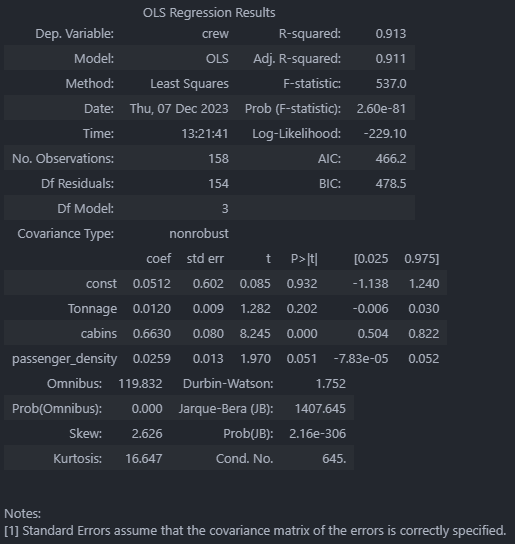 OLS Regression Results
Dep. Variable: crew R-squared: 0.913
Model: OLS Adj. R-squared: 0.911
Method: Least Squares F-statistic: 537.0
Date: Thu, 07 Dec 2023 Prob (F-statistic): 2.60e-81
Time: 13:21:41 Log-Likelihood: -229.10
No. Observations: 158 AIC: 466.2
Df Residuals: 154 BIC: 478.5
Df Model: 3
Covariance Type: nonrobust
coef std err t P>|t| [0.025 0.975]
const 0.0512 0.602 0.085 0.932 -1.138 1.240
Tonnage 0.0120 0.009 1.282 0.202 -0.006 0.030
cabins 0.6630 0.080 8.245 0.000 0.504 0.822
passenger_density 0.0259 0.013 1.970 0.051 -7.83e-05 0.052
Omnibus: 119.832 Durbin-Watson: 1.752
Prob(Omnibus): 0.000 Jarque-Bera (JB): 1407.645
Skew: 2.626 Prob(JB): 2.16e-306
Kurtosis: 16.647 Cond. No. 645.
Notes:
[1] Standard Errors assume that the covariance matrix of the errors is correctly specified.